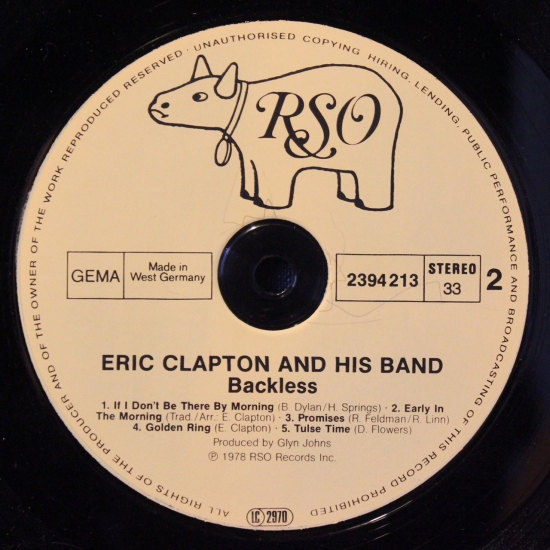 UNAUTHORISED COPYING HIRING, LENDING, PUBLIC PERFORMANCE AND BROADCASTING OF THIS RECORD PROHIBITED
ALL RIGHTS OF THE PRODUCER AND OF THE OWNER OF THE WORK REPRODUCED RESERVED ·
RSO
GEMA
Made in
West Germany
2394 213
STEREO
33
2
ERIC CLAPTON AND HIS BAND
Backless
1. If I Don't Be There By Morning (B. Dylan/H. Springs) · 2. Early In
The Morning (Trad./Arr. E. Clapton) · 3. Promises (R. Feldman/R. Linn)
4. Golden Ring (E. Clapton) · 5. Tulse Time (D. Flowers)
Produced by Glyn Johns
℗ 1978 RSO Records Inc.
LC 2970